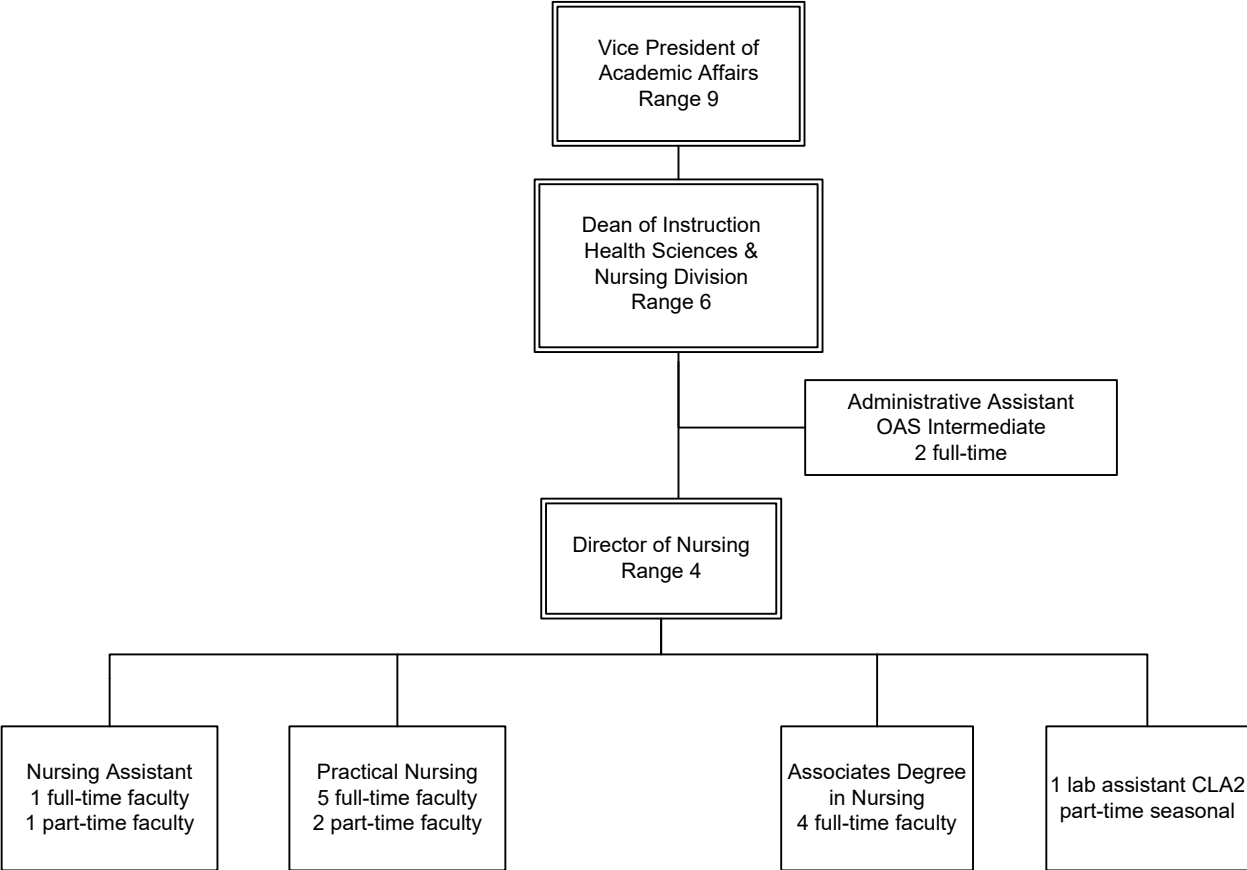 Vice President of
Academic Affairs
Range 9
Dean of Instruction
Health Sciences &
Nursing Division
Range 6
Administrative Assistant
OAS Intermediate
2 full-time
Director of Nursing
Range 4
Nursing Assistant
1 full-time faculty
1 part-time faculty
Practical Nursing
5 full-time faculty
2 part-time faculty
Associates Degree
in Nursing
4 full-time faculty
1 lab assistant CLA2
part-time seasonal